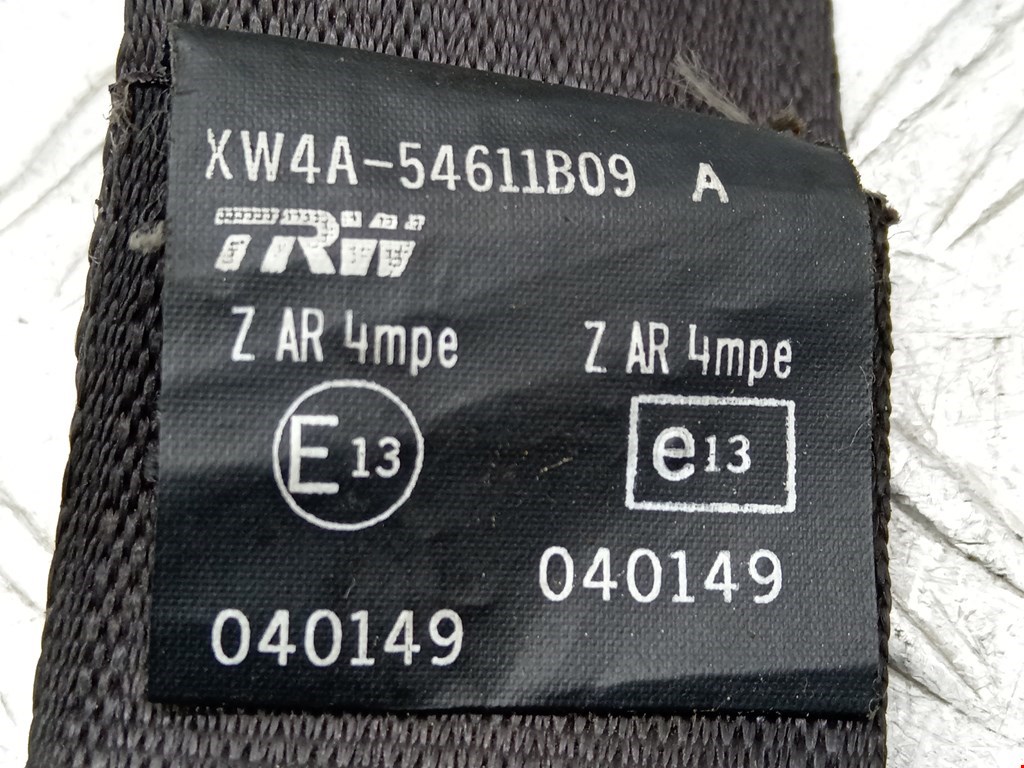 XW4A-54611B09 A
TRW
Z AR 4mpe Z AR 4mpe
E13 e13
040149
040149